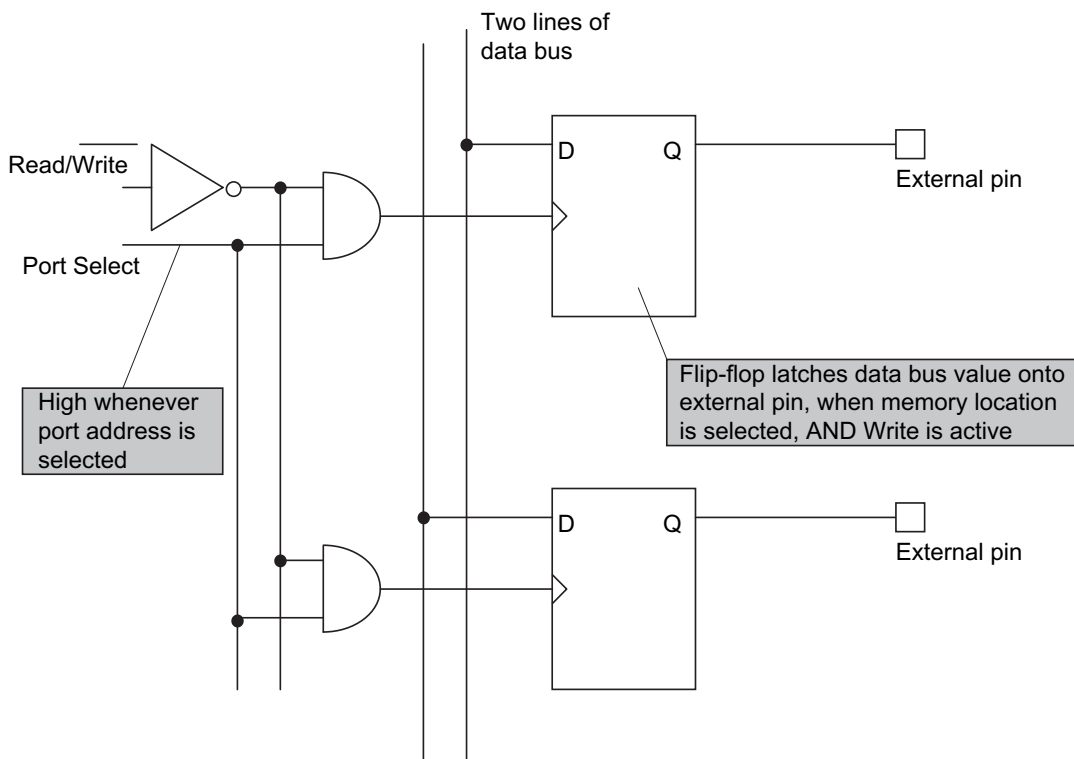 Two lines of
data bus
Read/Write
D
Q
External pin
Port Select
High whenever
port address is
selected
Flip-flop latches data bus value onto
external pin, when memory location
is selected, AND Write is active
D
Q
External pin